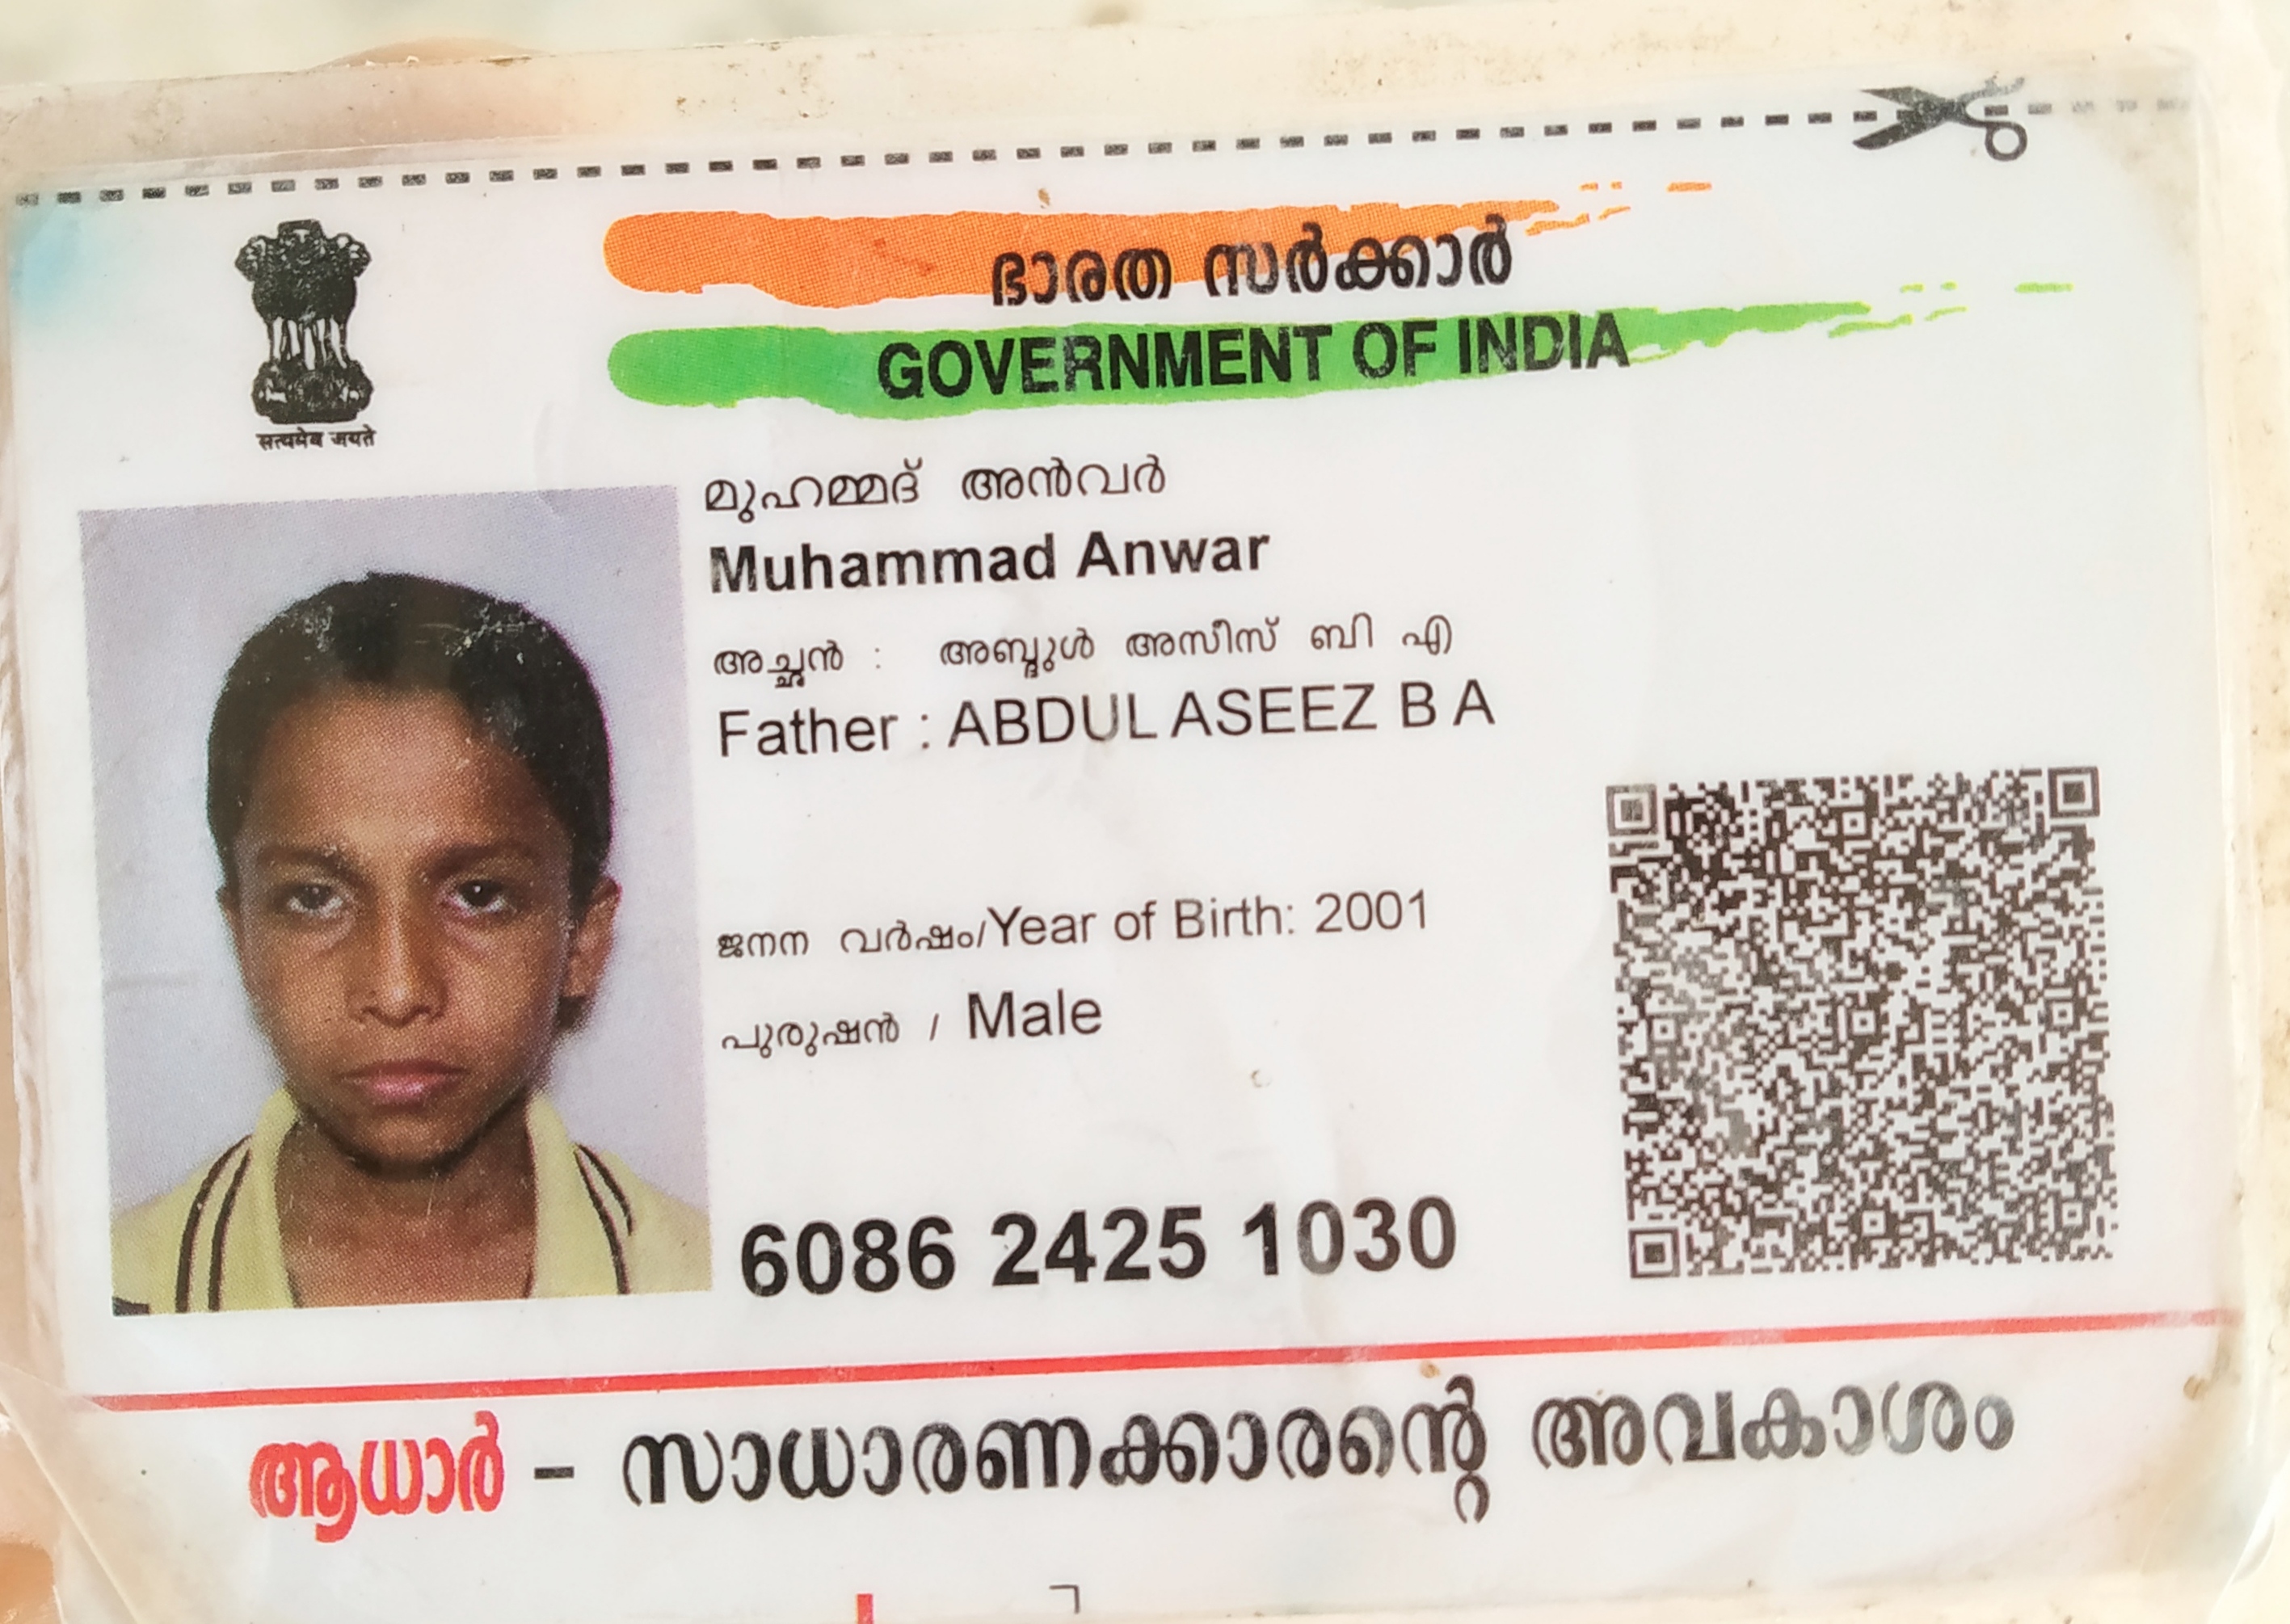 ഭാരത സർക്കാർ
GOVERNMENT OF INDIA
सत्यमेव जयते
മുഹമ്മദ് അൻവർ
Muhammad Anwar
അച്ഛൻ : അബ്ദുൾ അസീസ് ബി എ
Father : ABDUL ASEEZ B A
ജനന വർഷം/Year of Birth: 2001
പുരുഷൻ / Male
6086 2425 1030
ആധാർ – സാധാരണക്കാരന്റെ അവകാശം